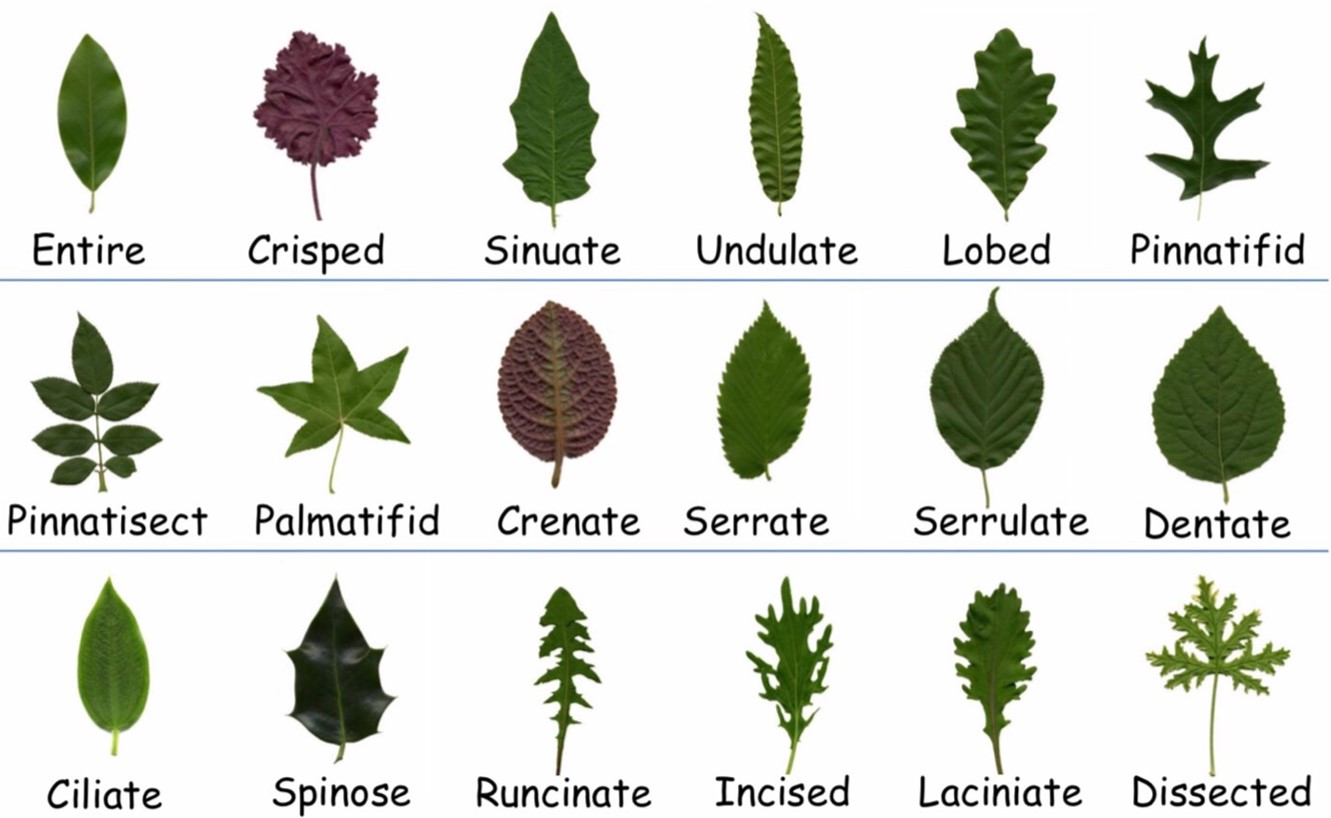 Entire Crisped Sinuate Undulate Lobed Pinnatifid
Pinnatisect Palmatifid Crenate Serrate Serrulate Dentate
Ciliate Spinose Runcinate Incised Laciniate Dissected